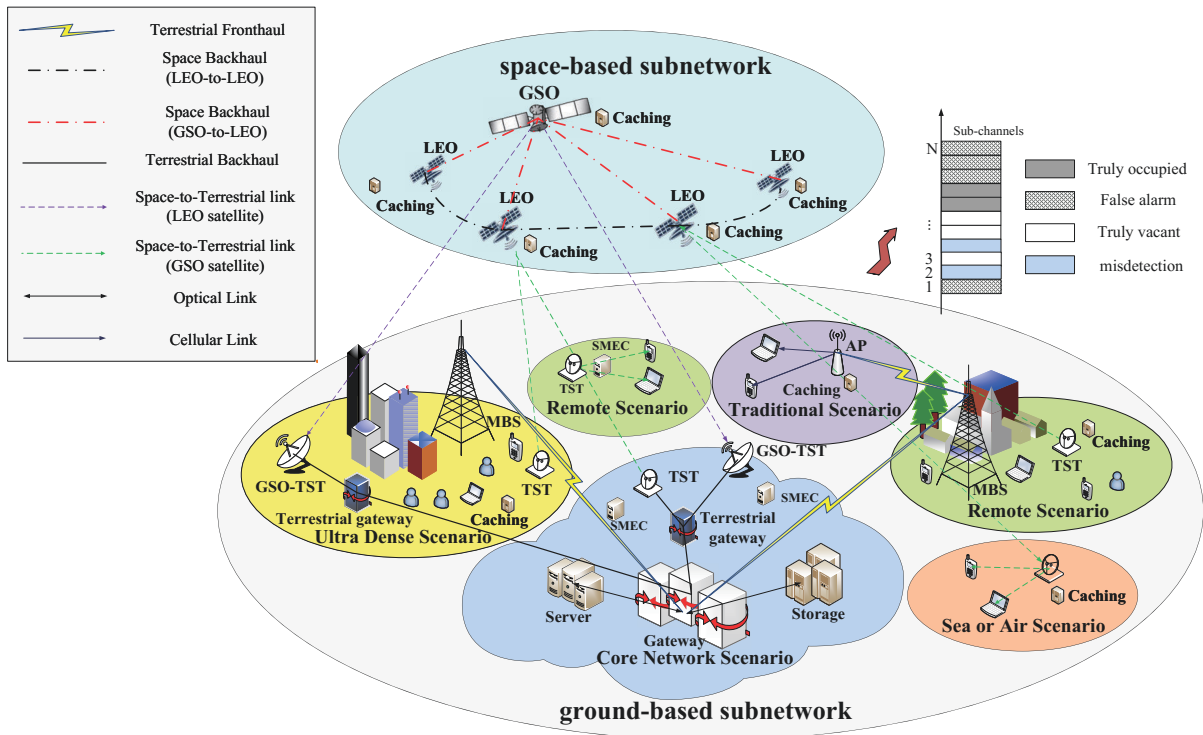 Terrestrial Fronthaul
Space Backhaul
(LEO-to-LEO)
Space Backhaul
(GSO-to-LEO)
Terrestrial Backhaul
Space-to-Terrestrial link
(LEO satellite)
Space-to-Terrestrial link
(GSO satellite)
Optical Link
Cellular Link
space-based subnetwork
GSO
Caching
LEO
Caching
LEO
Caching
LEO
Caching
LEO
Caching
Sub-channels
N
...
3
2
1
Truly occupied
False alarm
Truly vacant
misdetection
MBS
GSO-TST
TST
Caching
Terrestrial gateway
Ultra Dense Scenario
SMEC
TST
Remote Scenario
AP
Caching
Traditional Scenario
Caching
TST
MBS
Remote Scenario
GSO-TST
TST
SMEC
SMEC
Terrestrial
gateway
Server
Storage
Gateway
Core Network Scenario
Caching
Sea or Air Scenario
ground-based subnetwork